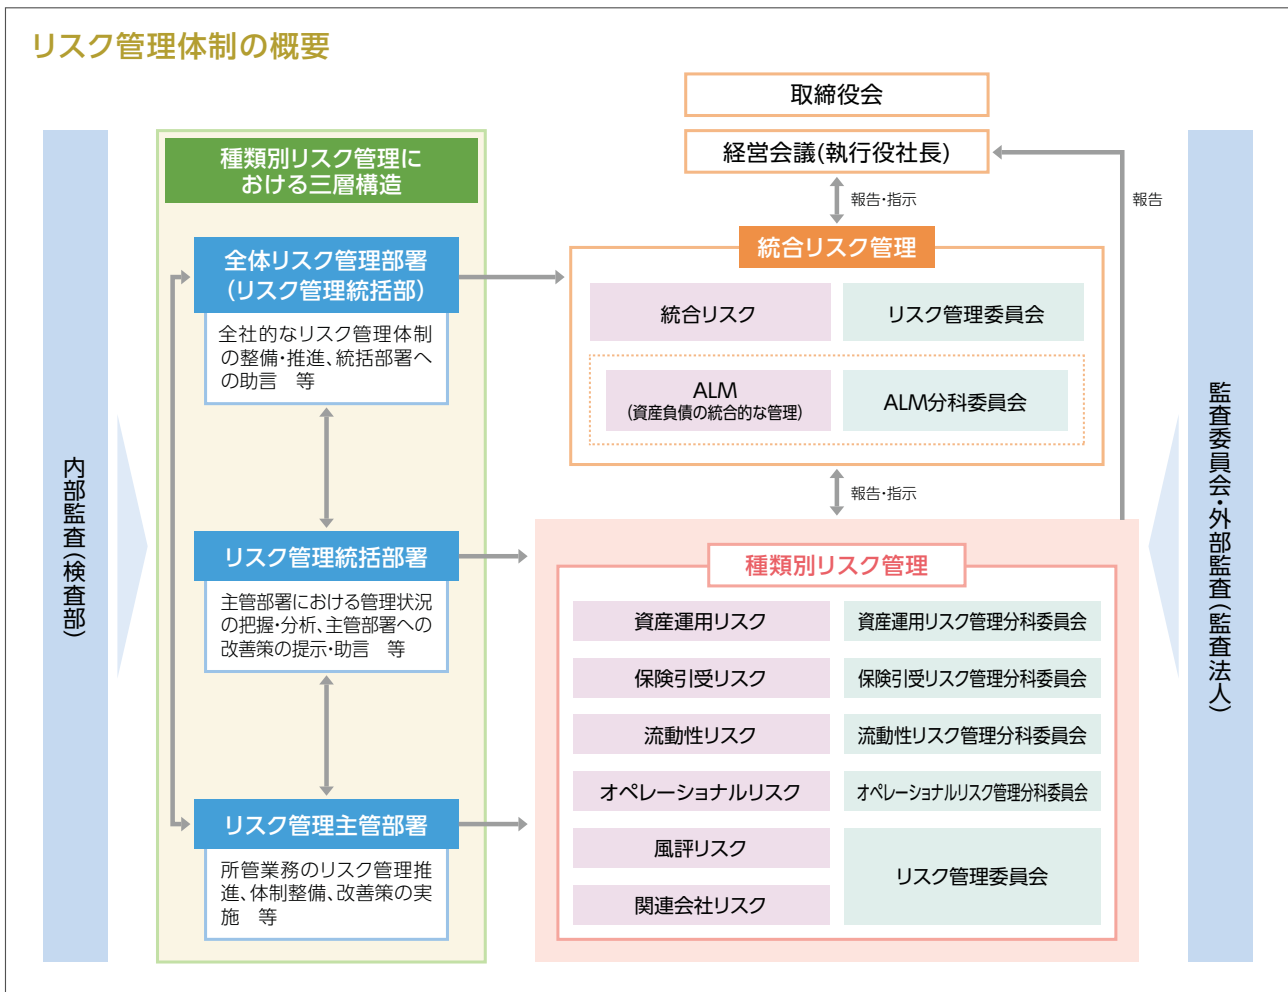 リスク管理体制の概要
取締役会
経営会議(執行役社長)
報告・指示
報告
内部監査(検査部)
種類別リスク管理に
おける三層構造
全体リスク管理部署
(リスク管理統括部)
全社的なリスク管理体制
の整備・推進、統括部署へ
の助言　等
リスク管理統括部署
主管部署における管理状況
の把握・分析、主管部署への
改善策の提示・助言　等
リスク管理主管部署
所管業務のリスク管理推
進、体制整備、改善策の実
施　等
統合リスク管理
統合リスク
リスク管理委員会
ALM
(資産負債の統合的な管理)
ALM分科委員会
報告・指示
種類別リスク管理
資産運用リスク
資産運用リスク管理分科委員会
保険引受リスク
保険引受リスク管理分科委員会
流動性リスク
流動性リスク管理分科委員会
オペレーショナルリスク
オペレーショナルリスク管理分科委員会
風評リスク
関連会社リスク
リスク管理委員会
監査委員会・外部監査(監査法人)